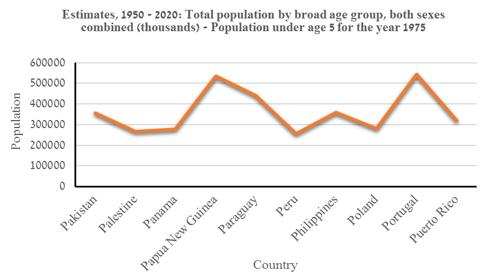 Estimates, 1950 - 2020: Total population by broad age group, both sexes
combined (thousands) - Population under age 5 for the year 1975
Population
600000
500000
400000
300000
200000
100000
0
Pakistan
Palestine
Panama
Papua New Guinea
Paraguay
Peru
Philippines
Poland
Portugal
Puerto Rico
Country